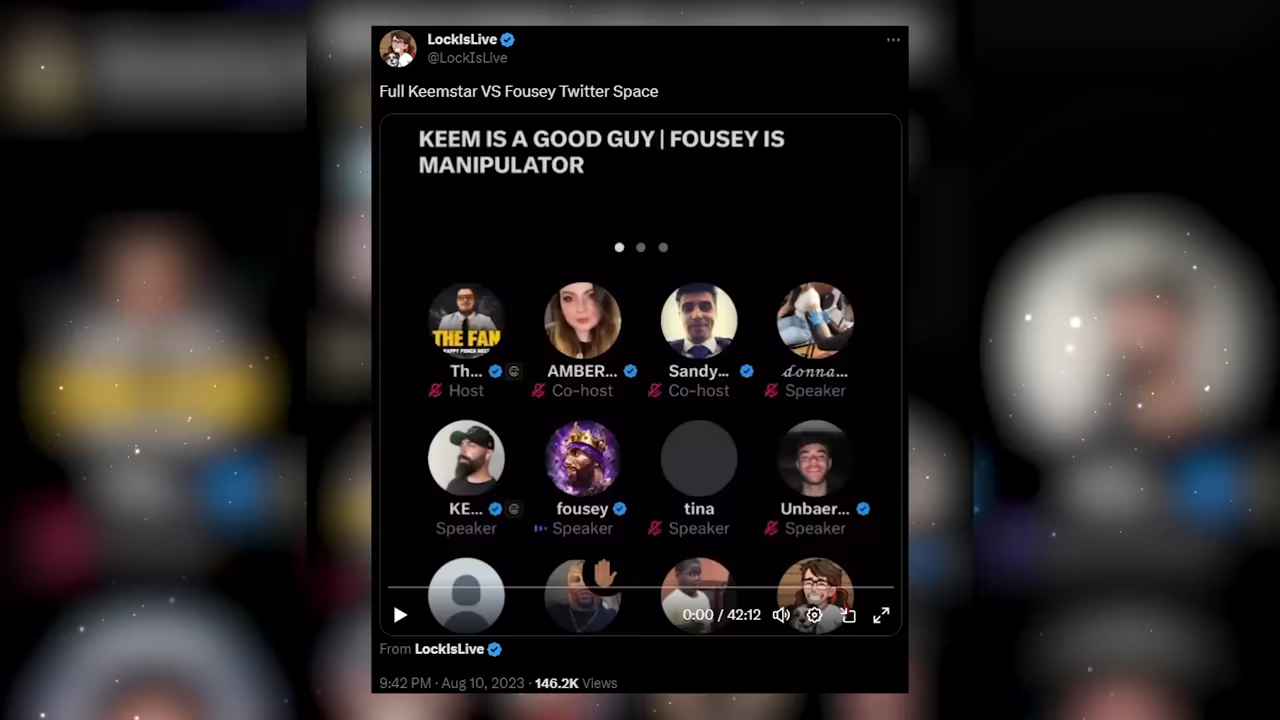 LockIsLive
@LockIsLive
Full Keemstar VS Fousey Twitter Space
KEEM IS A GOOD GUY | FOUSEY IS
MANIPULATOR
THE FAN
Th... AMBER... Sandy... 𝓭𝓸𝓷𝓷𝓪...
Host Co-host Co-host Speaker
KE... fousey tina Unbaer...
Speaker Speaker Speaker Speaker
0:00 / 42:12
From LockIsLive
9:42 PM · Aug 10, 2023 · 146.2K Views